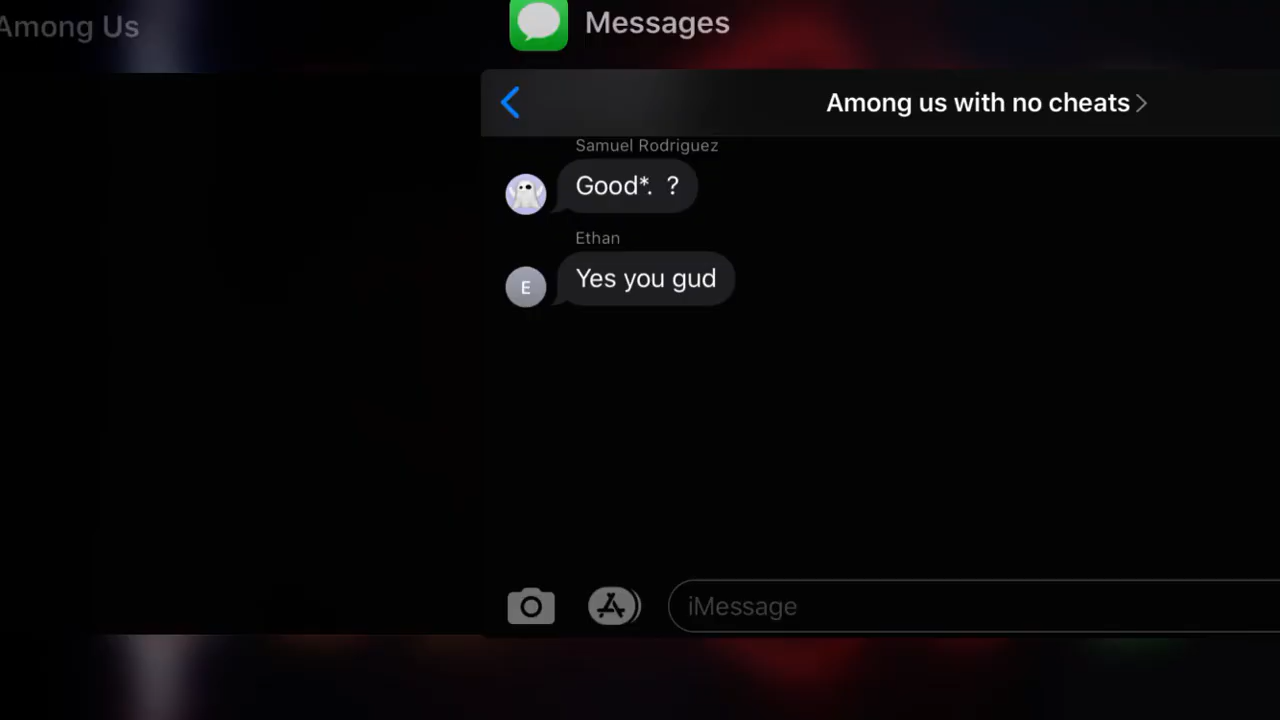 Among Us
Messages
Among us with no cheats
Samuel Rodriguez
Good*.  ?
Ethan
E
Yes you gud
iMessage